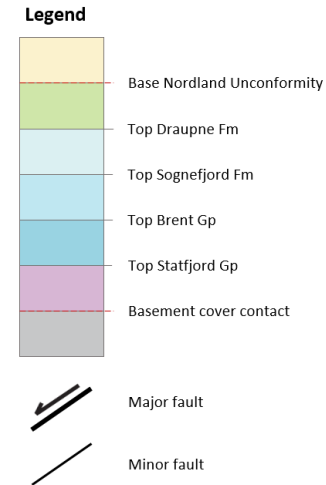 Legend
Base Nordland Unconformity
Top Draupne Fm
Top Sognefjord Fm
Top Brent Gp
Top Statfjord Gp
Basement cover contact
Major fault
Minor fault